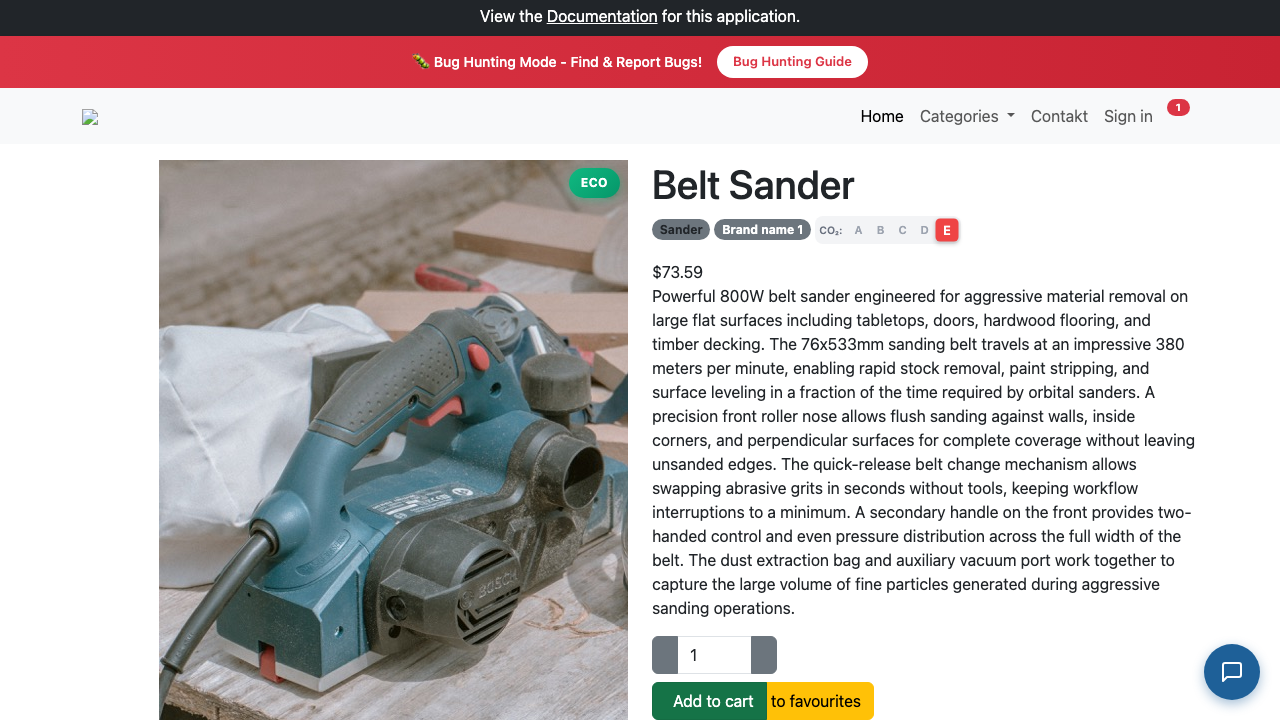 View the Documentation for this application.
Bug Hunting Mode - Find & Report Bugs! Bug Hunting Guide
Home Categories Contakt Sign in 1
ECO
Belt Sander
Sander Brand name 1 CO₂: A B C D E
$73.59
Powerful 800W belt sander engineered for aggressive material removal on
large flat surfaces including tabletops, doors, hardwood flooring, and
timber decking. The 76x533mm sanding belt travels at an impressive 380
meters per minute, enabling rapid stock removal, paint stripping, and
surface leveling in a fraction of the time required by orbital sanders. A
precision front roller nose allows flush sanding against walls, inside
corners, and perpendicular surfaces for complete coverage without leaving
unsanded edges. The quick-release belt change mechanism allows
swapping abrasive grits in seconds without tools, keeping workflow
interruptions to a minimum. A secondary handle on the front provides two-
handed control and even pressure distribution across the full width of the
belt. The dust extraction bag and auxiliary vacuum port work together to
capture the large volume of fine particles generated during aggressive
sanding operations.
BOSCH
1
Add to cart to favourites